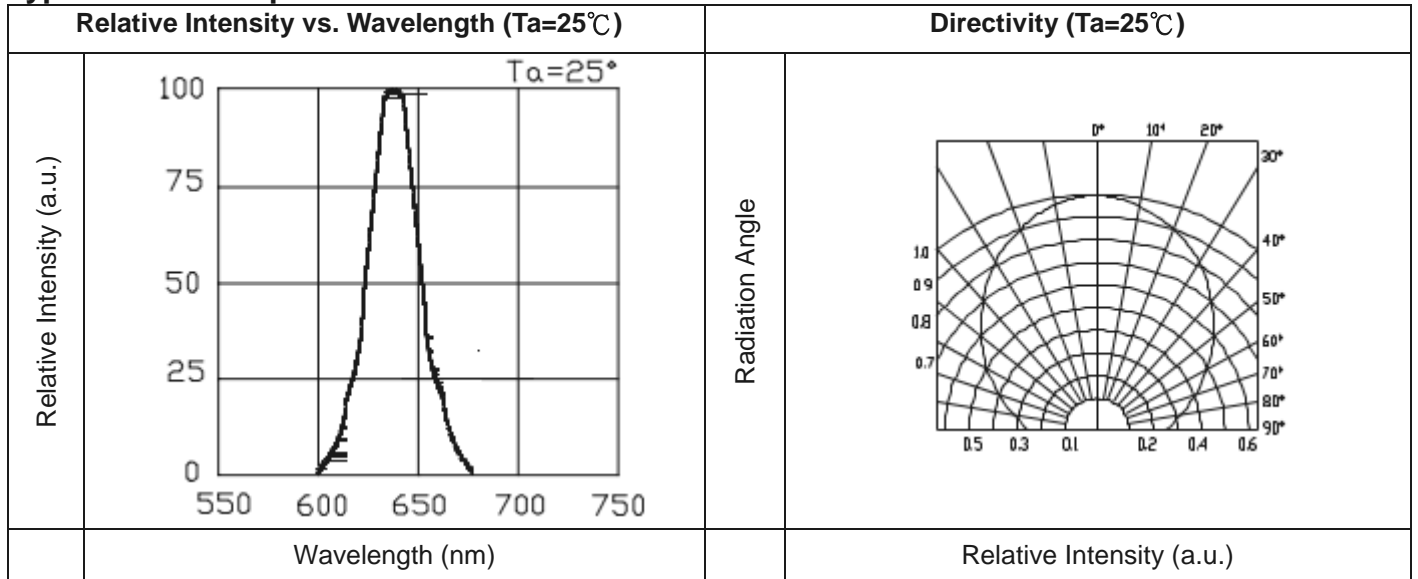 Relative Intensity vs. Wavelength (Ta=25℃)
Directivity (Ta=25℃)
Relative Intensity (a.u.)
Ta=25°
100
75
50
25
0
550 600 650 700 750
Radiation Angle
0° 10° 20°
30°
40°
50°
60°
70°
80°
90°
1.0
0.9
0.8
0.7
0.5 0.3 0.1 0.2 0.4 0.6
Wavelength (nm)
Relative Intensity (a.u.)